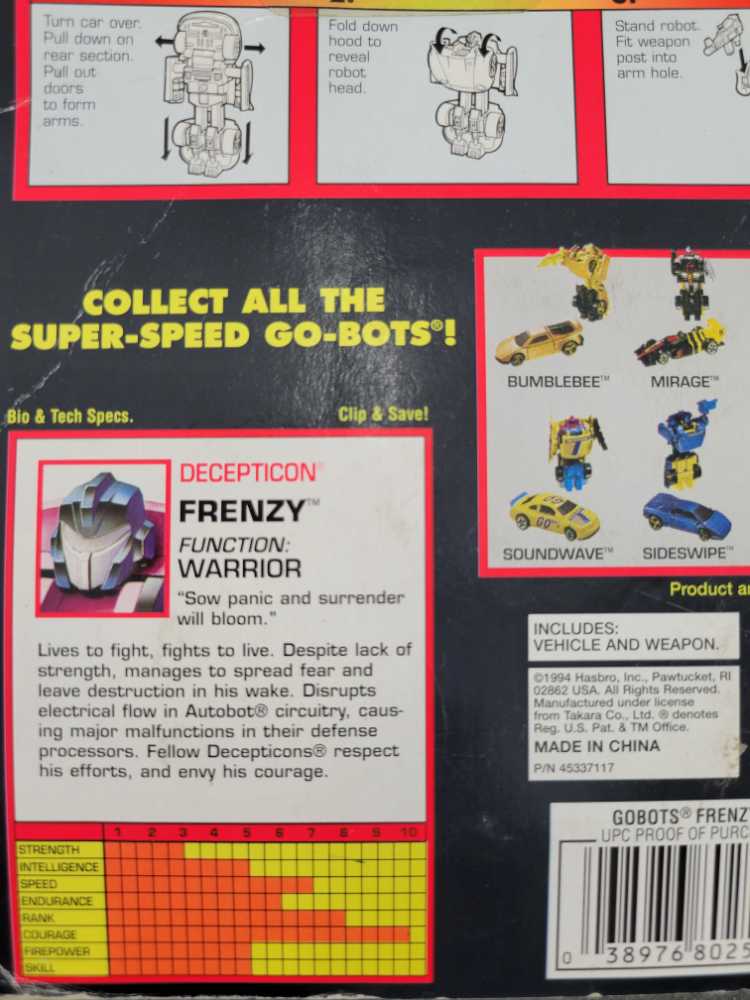 Turn car over.
Pull down on
rear section.
Pull out
doors
to form
arms.
Fold down
hood to
reveal
robot
head.
Stand robot.
Fit weapon
post into
arm hole.
COLLECT ALL THE
SUPER-SPEED GO-BOTS®!
BUMBLEBEE™
MIRAGE™
SOUNDWAVE™
SIDESWIPE™
Product a
Bio & Tech Specs.
Clip & Save!
DECEPTICON®
FRENZY™
FUNCTION:
WARRIOR
"Sow panic and surrender
will bloom."
Lives to fight, fights to live. Despite lack of
strength, manages to spread fear and
leave destruction in his wake. Disrupts
electrical flow in Autobot® circuitry, caus-
ing major malfunctions in their defense
processors. Fellow Decepticons® respect
his efforts, and envy his courage.
1 2 3 4 5 6 7 8 9 10
STRENGTH
INTELLIGENCE
SPEED
ENDURANCE
RANK
COURAGE
FIREPOWER
SKILL
INCLUDES:
VEHICLE AND WEAPON.
©1994 Hasbro, Inc., Pawtucket, RI
02862 USA. All Rights Reserved.
Manufactured under license
from Takara Co., Ltd. ® denotes
Reg. U.S. Pat. & TM Office.
MADE IN CHINA
P/N 45337117
GOBOTS® FRENZ
UPC PROOF OF PURC
0 38976 8025